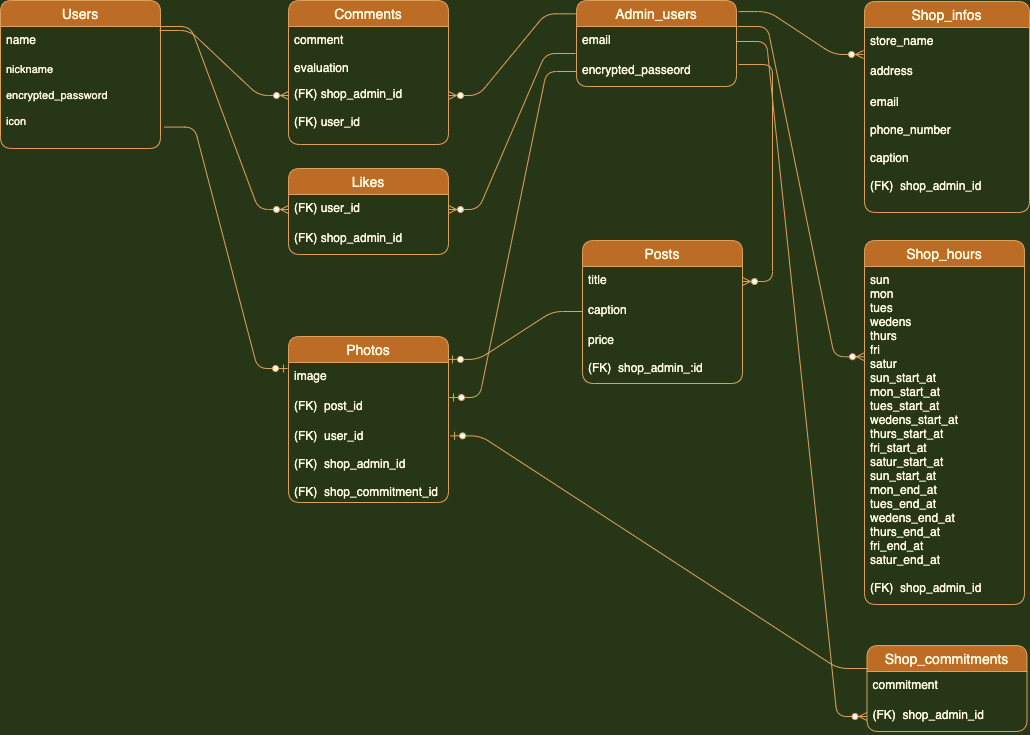 Users
name
nickname
encrypted_password
icon
Comments
comment
evaluation
(FK) shop_admin_id
(FK) user_id
Likes
(FK) user_id
(FK) shop_admin_id
Photos
image
(FK) post_id
(FK) user_id
(FK) shop_admin_id
(FK) shop_commitment_id
Admin_users
email
encrypted_passeord
Posts
title
caption
price
(FK) shop_admin_:id
Shop_infos
store_name
address
email
phone_number
caption
(FK) shop_admin_id
Shop_hours
sun
mon
tues
wedens
thurs
fri
satur
sun_start_at
mon_start_at
tues_start_at
wedens_start_at
thurs_start_at
fri_start_at
satur_start_at
sun_start_at
mon_end_at
tues_end_at
wedens_end_at
thurs_end_at
fri_end_at
satur_end_at
(FK) shop_admin_id
Shop_commitments
commitment
(FK) shop_admin_id